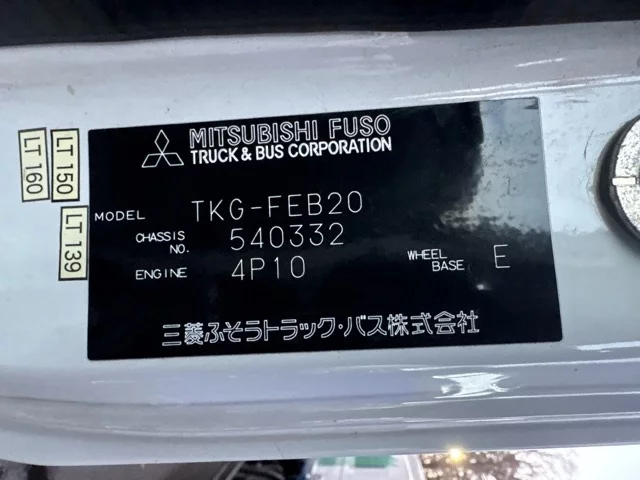 MITSUBISHI FUSO
TRUCK & BUS CORPORATION
MODEL TKG-FEB20
CHASSIS NO. 540332
ENGINE 4P10 WHEEL BASE E
三菱ふそうトラック・バス株式会社
LT 160
LT 150
LT 139